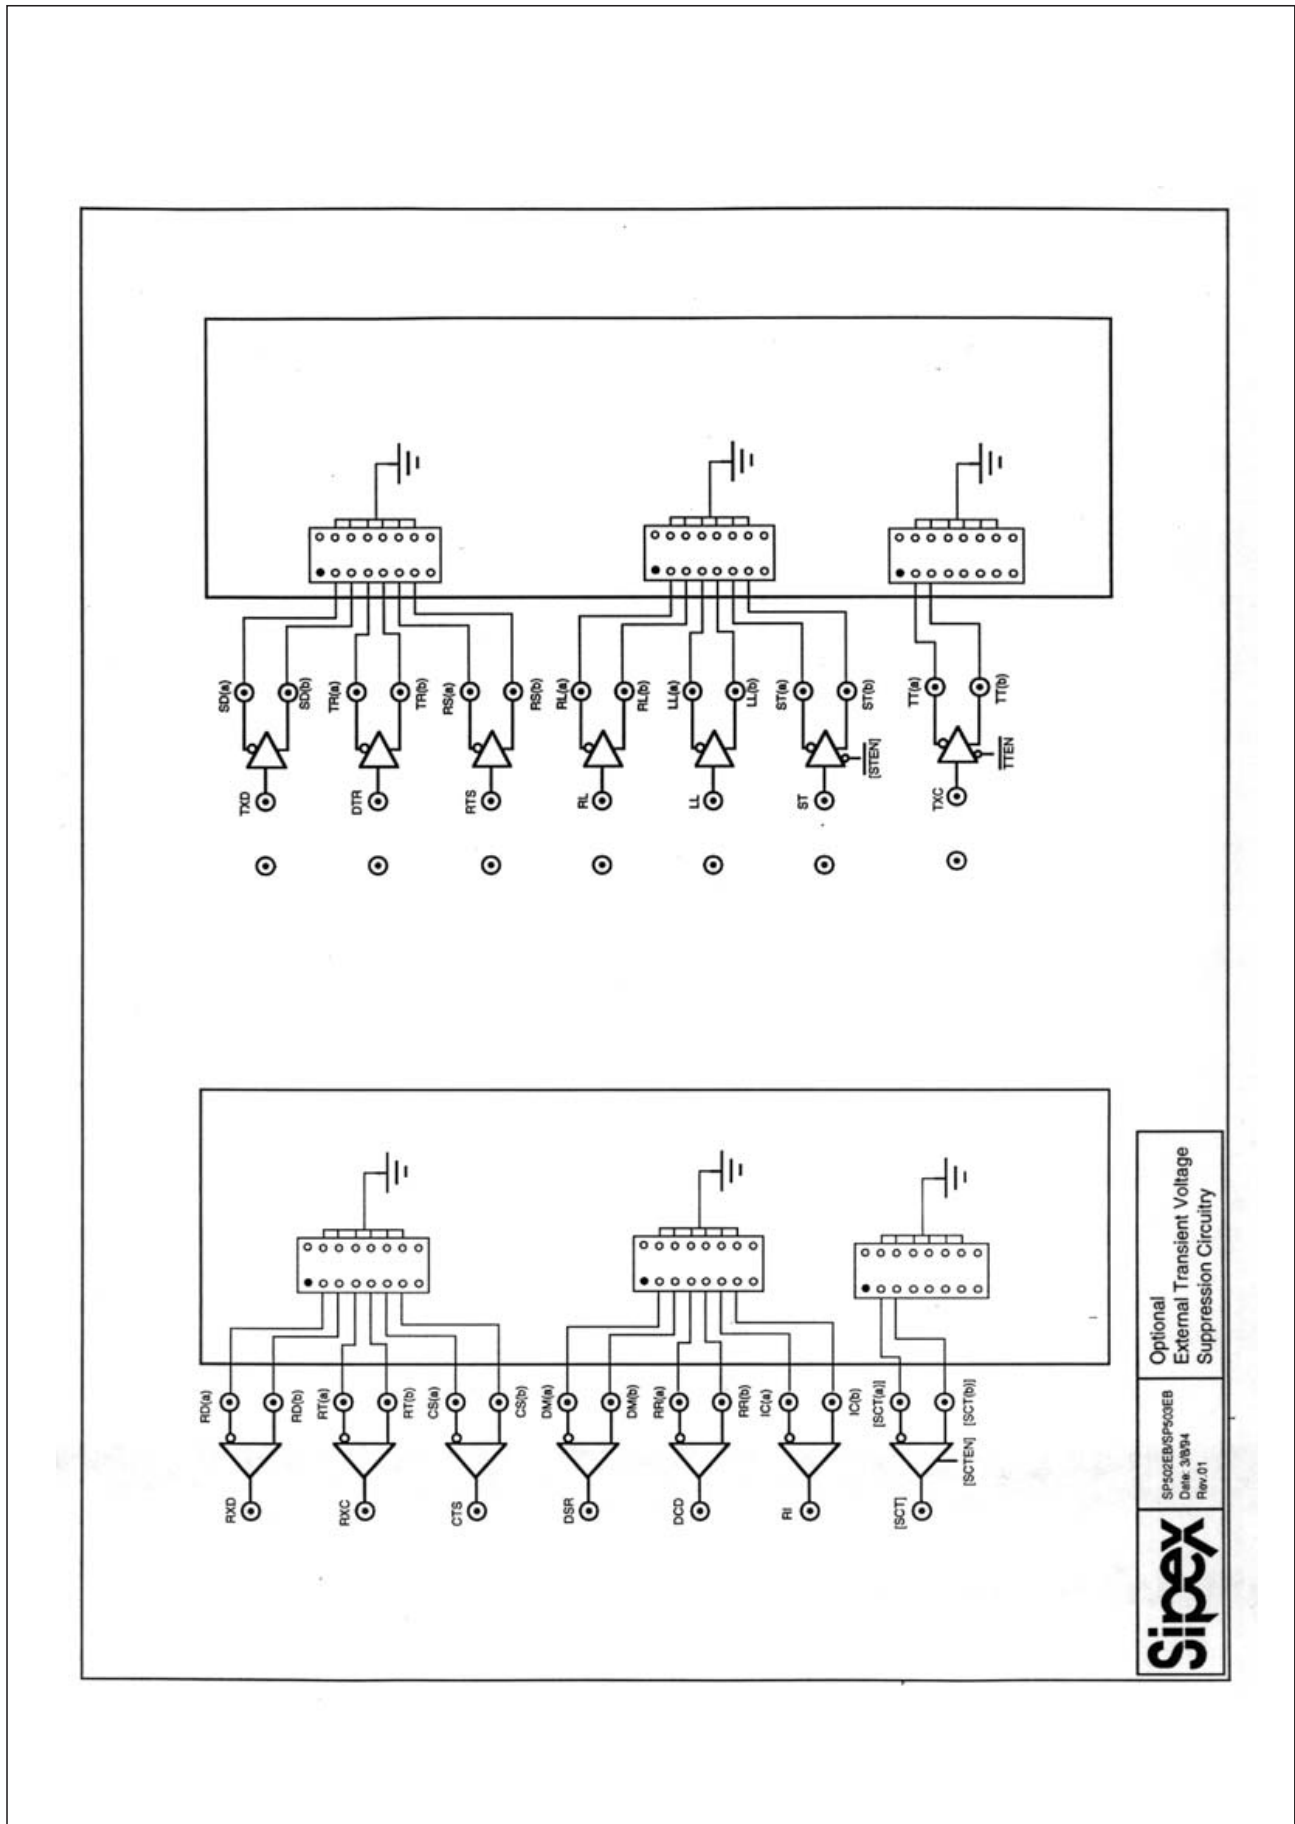 SD(a)
SD(b)
TR(a)
TR(b)
RS(a)
RS(b)
RL(a)
RL(b)
LL(a)
LL(b)
ST(a)
ST(b)
TT(a)
TT(b)
TXD
DTR
RTS
RL
LL
ST
[STEN]
TXC
TTEN
RD(a)
RD(b)
RT(a)
RT(b)
CS(a)
CS(b)
DM(a)
DM(b)
RR(a)
RR(b)
IC(a)
IC(b)
[SCT(a)]
[SCT(b)]
RXD
RXC
CTS
DSR
DCD
RI
[SCT]
[SCTEN]
Sipex
SP502EB/SP503EB
Date: 3/8/94
Rev.01
Optional
External Transient Voltage
Suppression Circuitry